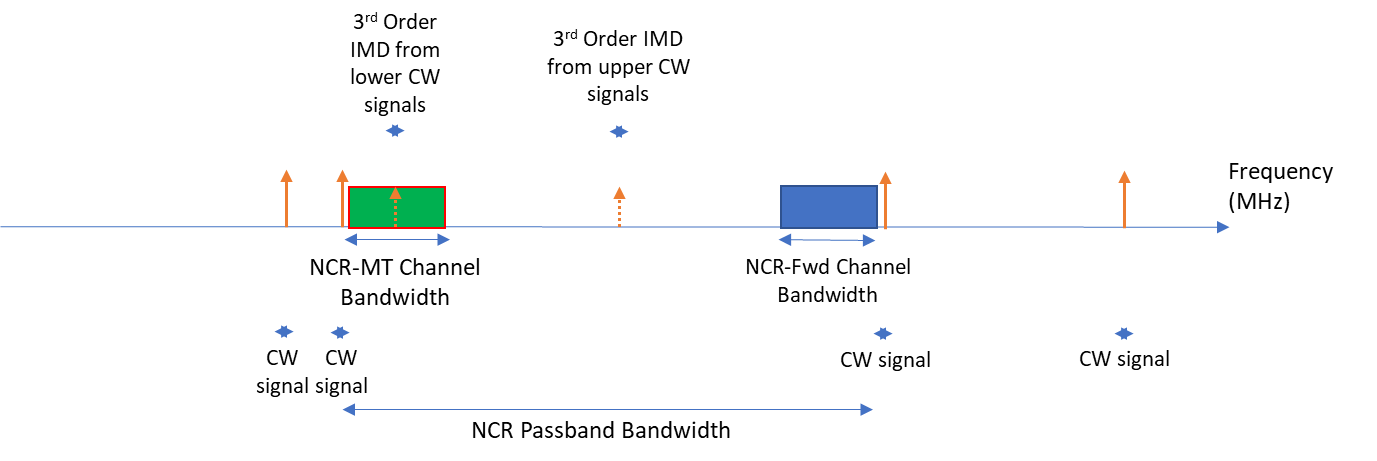 3rd Order
IMD from
lower CW
signals
3rd Order IMD
from upper CW
signals
Frequency
(MHz)
NCR-MT Channel
Bandwidth
NCR-Fwd Channel
Bandwidth
CW
signal
CW
signal
CW signal
CW signal
NCR Passband Bandwidth